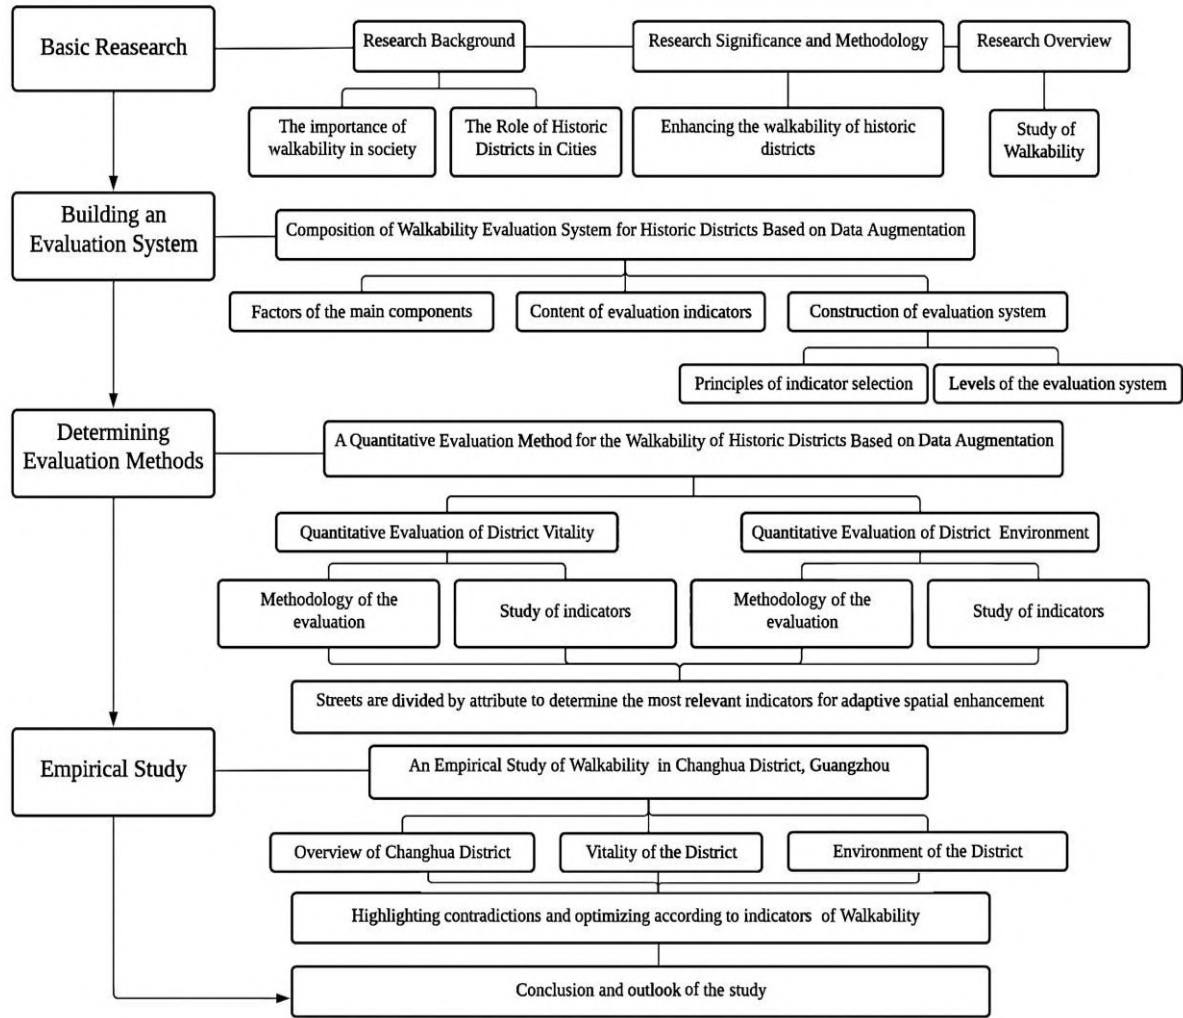 Basic Reasearch
Research Background
Research Significance and Methodology
Research Overview
The importance of
walkability in society
The Role of Historic
Districts in Cities
Enhancing the walkability of historic
districts
Study of
Walkability
Building an
Evaluation System
Composition of Walkability Evaluation System for Historic Districts Based on Data Augmentation
Factors of the main components
Content of evaluation indicators
Construction of evaluation system
Principles of indicator selection
Levels of the evaluation system
Determining
Evaluation Methods
A Quantitative Evaluation Method for the Walkability of Historic Districts Based on Data Augmentation
Quantitative Evaluation of District Vitality
Quantitative Evaluation of District Environment
Methodology of the
evaluation
Study of indicators
Methodology of the
evaluation
Study of indicators
Streets are divided by attribute to determine the most relevant indicators for adaptive spatial enhancement
Empirical Study
An Empirical Study of Walkability in Changhua District, Guangzhou
Overview of Changhua District
Vitality of the District
Environment of the District
Highlighting contradictions and optimizing according to indicators of Walkability
Conclusion and outlook of the study